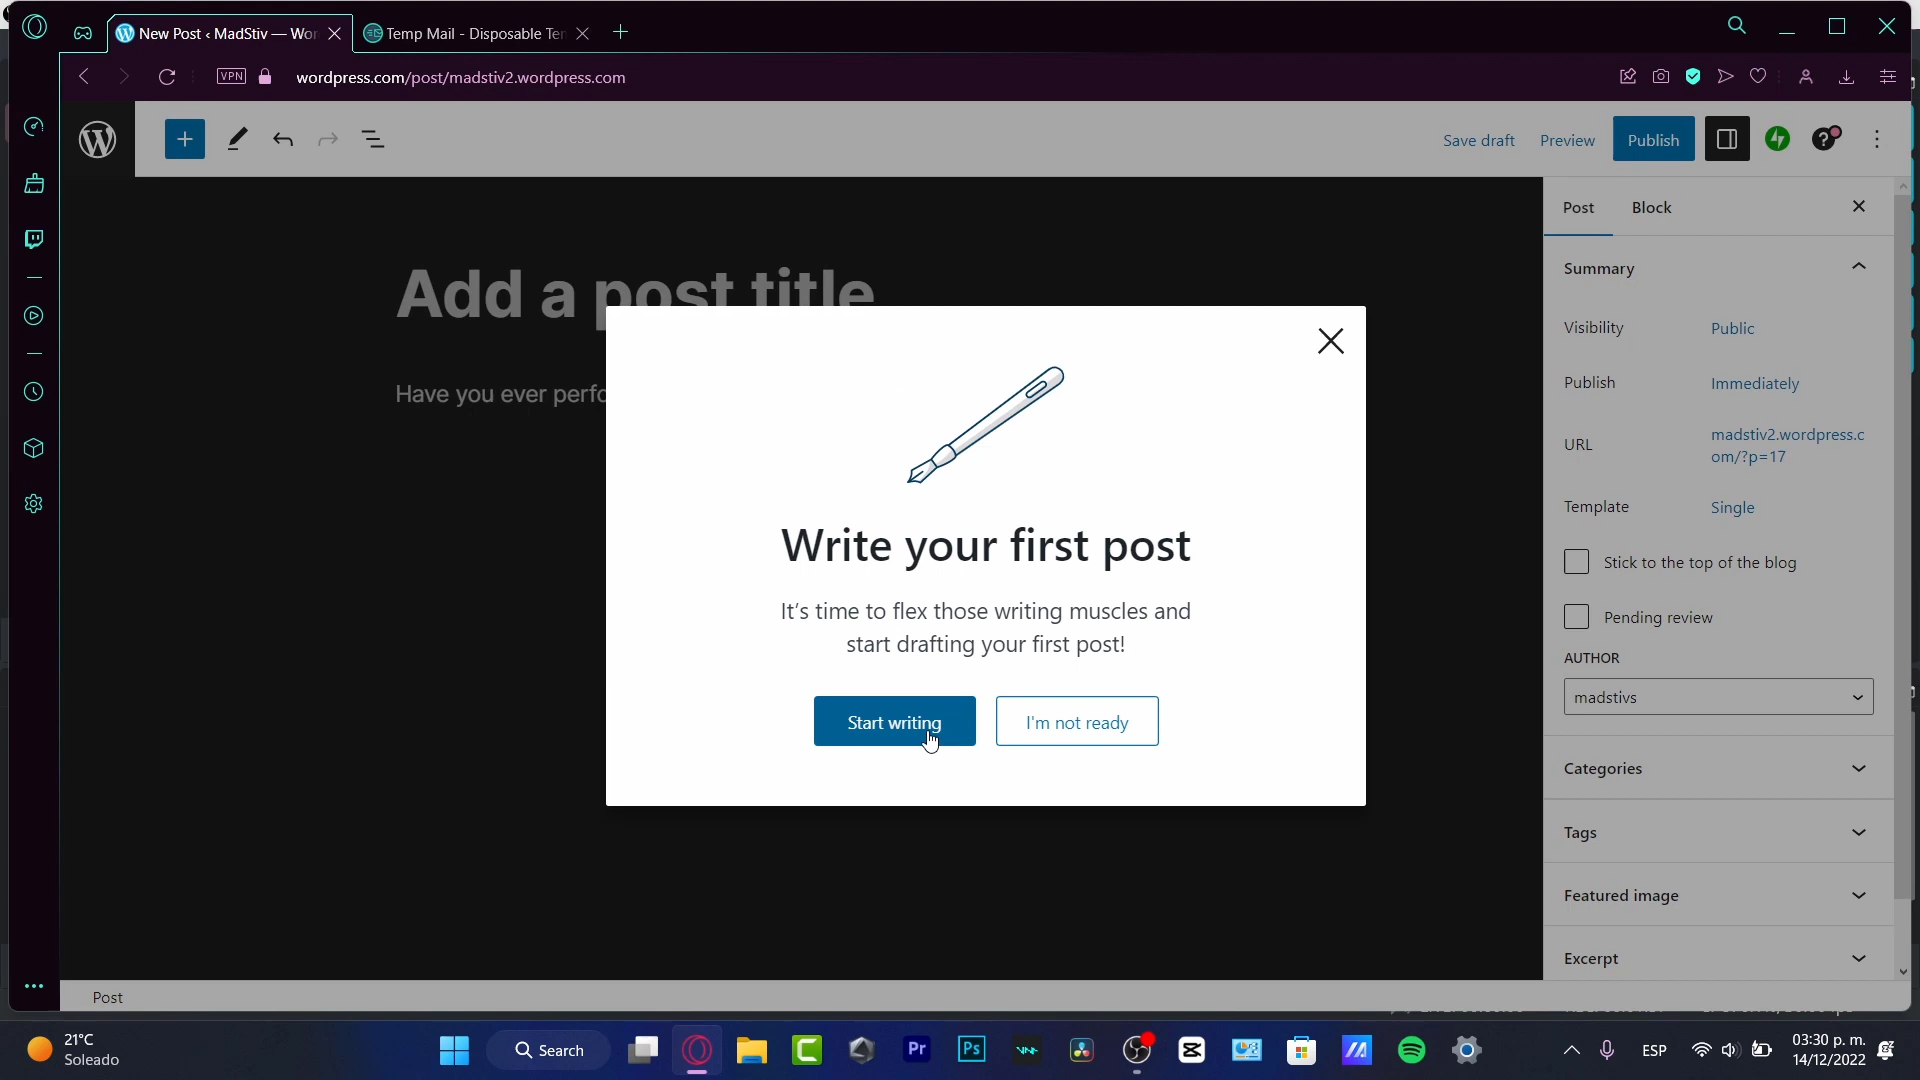 New Post ‹ MadStiv — Wor
Temp Mail - Disposable Ter
VPN
wordpress.com/post/madstiv2.wordpress.com
Save draft
Preview
Publish
Post
Block
Add a post title
Have you ever perfo
Summary
Visibility
Public
Publish
Immediately
URL
madstiv2.wordpress.c
om/?p=17
Template
Single
Stick to the top of the blog
Pending review
AUTHOR
madstivs
Categories
Tags
Featured image
Excerpt
Write your first post
It's time to flex those writing muscles and
start drafting your first post!
Start writing
I'm not ready
Post
21°C
Soleado
Search
Pr
Ps
ESP
03:30 p. m.
14/12/2022